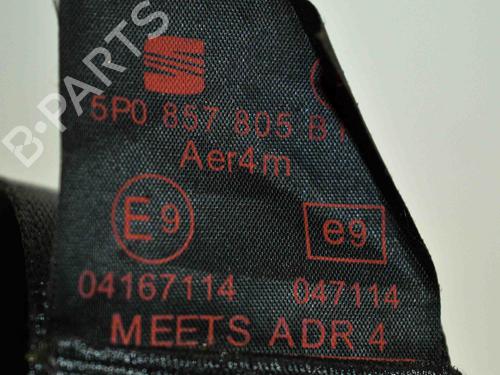 B-PARTS
5P0 857 805 B
Aer4m
E9
e9
04167114 047114
MEETS ADR 4